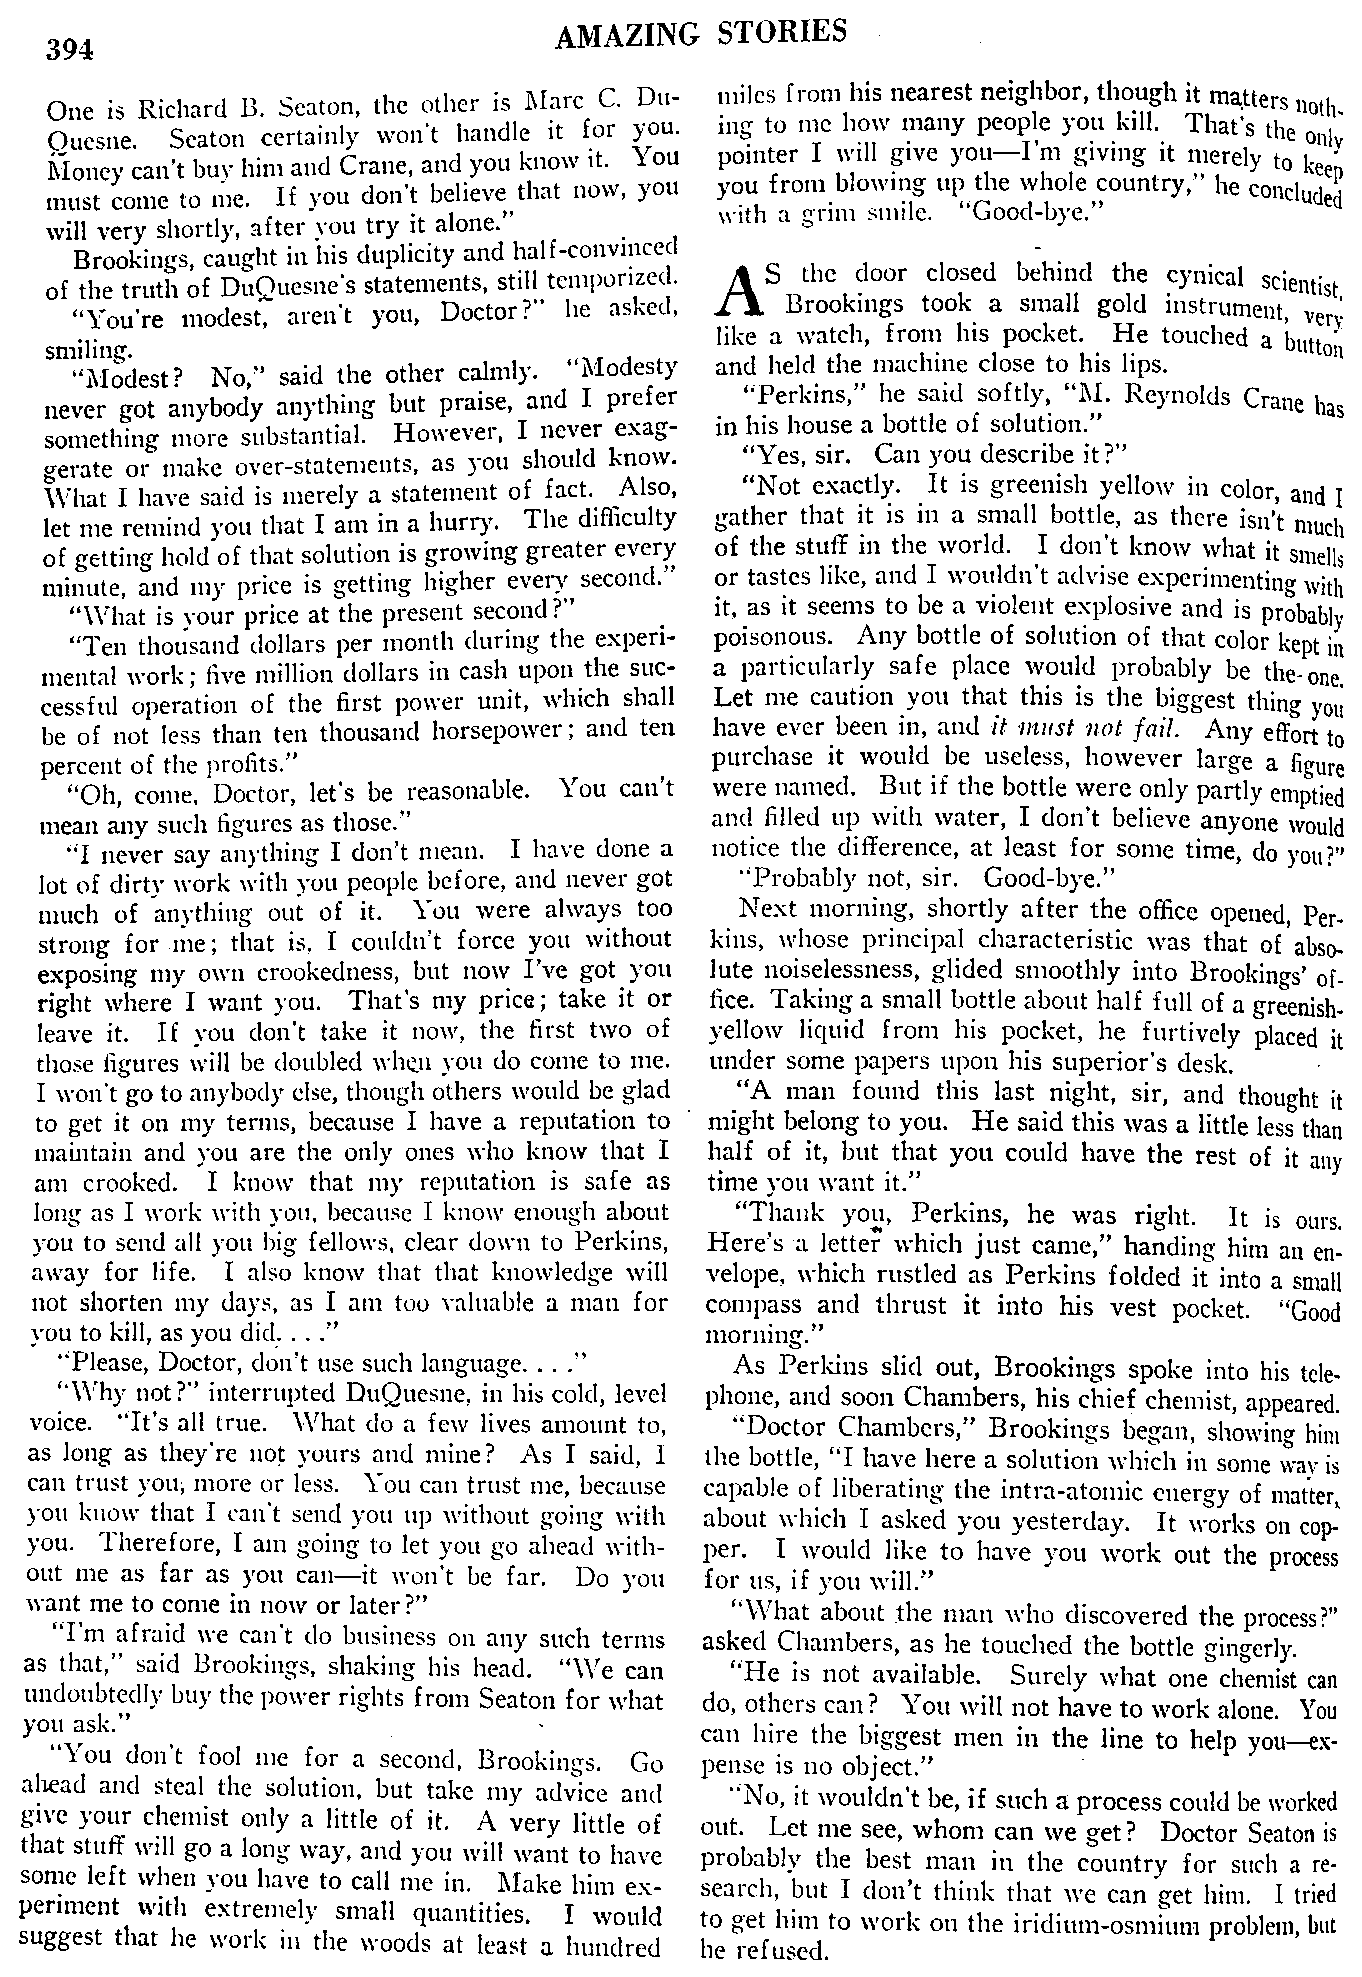 394
AMAZING STORIES
One is Richard B. Seaton, the other is Marc C. Du-
Quesne. Seaton certainly won't handle it for you.
Money can't buy him and Crane, and you know it. You
must come to me. If you don't believe that now, you
will very shortly, after you try it alone."
Brookings, caught in his duplicity and half-convinced
of the truth of DuQuesne's statements, still temporized.
"You're modest, aren't you, Doctor?" he asked,
smiling.
"Modest? No," said the other calmly. "Modesty
never got anybody anything but praise, and I prefer
something more substantial. However, I never exag-
gerate or make over-statements, as you should know.
What I have said is merely a statement of fact. Also,
let me remind you that I am in a hurry. The difficulty
of getting hold of that solution is growing greater every
minute, and my price is getting higher every second."
"What is your price at the present second?"
"Ten thousand dollars per month during the experi-
mental work; five million dollars in cash upon the suc-
cessful operation of the first power unit, which shall
be of not less than ten thousand horsepower; and ten
percent of the profits."
"Oh, come, Doctor, let's be reasonable. You can't
mean any such figures as those."
"I never say anything I don't mean. I have done a
lot of dirty work with you people before, and never got
much of anything out of it. You were always too
strong for me; that is, I couldn't force you without
exposing my own crookedness, but now I've got you
right where I want you. That's my price; take it or
leave it. If you don't take it now, the first two of
those figures will be doubled when you do come to me.
I won't go to anybody else, though others would be glad
to get it on my terms, because I have a reputation to
maintain and you are the only ones who know that I
am crooked. I know that my reputation is safe as
long as I work with you, because I know enough about
you to send all you big fellows, clear down to Perkins,
away for life. I also know that that knowledge will
not shorten my days, as I am too valuable a man for
you to kill, as you did. . . ."
"Please, Doctor, don't use such language. . . ."
"Why not?" interrupted DuQuesne, in his cold, level
voice. "It's all true. What do a few lives amount to,
as long as they're not yours and mine? As I said, I
can trust you, more or less. You can trust me, because
you know that I can't send you up without going with
you. Therefore, I am going to let you go ahead with-
out me as far as you can—it won't be far. Do you
want me to come in now or later?"
"I'm afraid we can't do business on any such terms
as that," said Brookings, shaking his head. "We can
undoubtedly buy the power rights from Seaton for what
you ask."
"You don't fool me for a second, Brookings. Go
ahead and steal the solution, but take my advice and
give your chemist only a little of it. A very little of
that stuff will go a long way, and you will want to have
some left when you have to call me in. Make him ex-
periment with extremely small quantities. I would
suggest that he work in the woods at least a hundred
miles from his nearest neighbor, though it matters noth-
ing to me how many people you kill. That's the only
pointer I will give you—I'm giving it merely to keep
you from blowing up the whole country," he concluded
with a grim smile. "Good-bye."
AS the door closed behind the cynical scientist,
Brookings took a small gold instrument, very
like a watch, from his pocket. He touched a button
and held the machine close to his lips.
"Perkins," he said softly, "M. Reynolds Crane has
in his house a bottle of solution."
"Yes, sir. Can you describe it?"
"Not exactly. It is greenish yellow in color, and I
gather that it is in a small bottle, as there isn't much
of the stuff in the world. I don't know what it smells
or tastes like, and I wouldn't advise experimenting with
it, as it seems to be a violent explosive and is probably
poisonous. Any bottle of solution of that color kept in
a particularly safe place would probably be the-one.
Let me caution you that this is the biggest thing you
have ever been in, and it must not fail. Any effort to
purchase it would be useless, however large a figure
were named. But if the bottle were only partly emptied
and filled up with water, I don't believe anyone would
notice the difference, at least for some time, do you?"
"Probably not, sir. Good-bye."
Next morning, shortly after the office opened, Per-
kins, whose principal characteristic was that of abso-
lute noiselessness, glided smoothly into Brookings' of-
fice. Taking a small bottle about half full of a greenish-
yellow liquid from his pocket, he furtively placed it
under some papers upon his superior's desk.
"A man found this last night, sir, and thought it
might belong to you. He said this was a little less than
half of it, but that you could have the rest of it any
time you want it."
"Thank you, Perkins, he was right. It is ours.
Here's a letter which just came," handing him an en-
velope, which rustled as Perkins folded it into a small
compass and thrust it into his vest pocket. "Good
morning."
As Perkins slid out, Brookings spoke into his tele-
phone, and soon Chambers, his chief chemist, appeared.
"Doctor Chambers," Brookings began, showing him
the bottle, "I have here a solution which in some way is
capable of liberating the intra-atomic energy of matter,
about which I asked you yesterday. It works on cop-
per. I would like to have you work out the process
for us, if you will."
"What about the man who discovered the process?"
asked Chambers, as he touched the bottle gingerly.
"He is not available. Surely what one chemist can
do, others can? You will not have to work alone. You
can hire the biggest men in the line to help you—ex-
pense is no object."
"No, it wouldn't be, if such a process could be worked
out. Let me see, whom can we get? Doctor Seaton is
probably the best man in the country for such a re-
search, but I don't think that we can get him. I tried
to get him to work on the iridium-osmium problem, but
he refused.